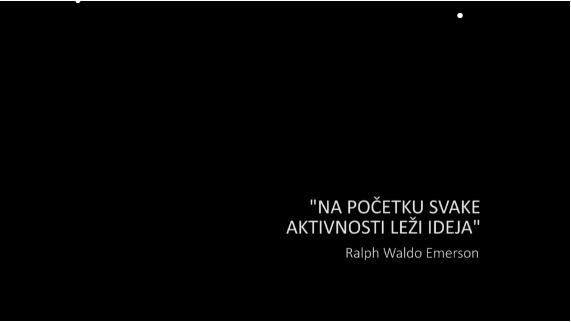 "NA POČETKU SVAKE
AKTIVNOSTI LEŽI IDEJA"
Ralph Waldo Emerson